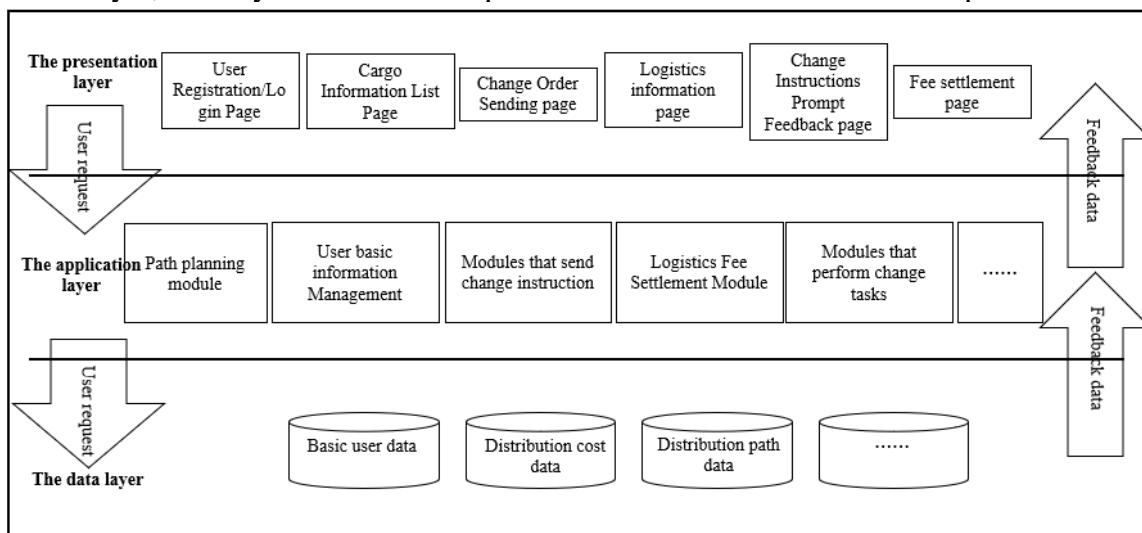 The presentation
layer
User
Registration/Lo
gin Page
Cargo
Information List
Page
Change Order
Sending page
Logistics
information
page
Change
Instructions
Prompt
Feedback page
Fee settlement
page
User request
Feedback data
The application
layer
Path planning
module
User basic
information
Management
Modules that send
change instruction
Logistics Fee
Settlement Module
Modules that
perform change
tasks
......
User request
Feedback data
The data layer
Basic user data
Distribution cost
data
Distribution path
data
......